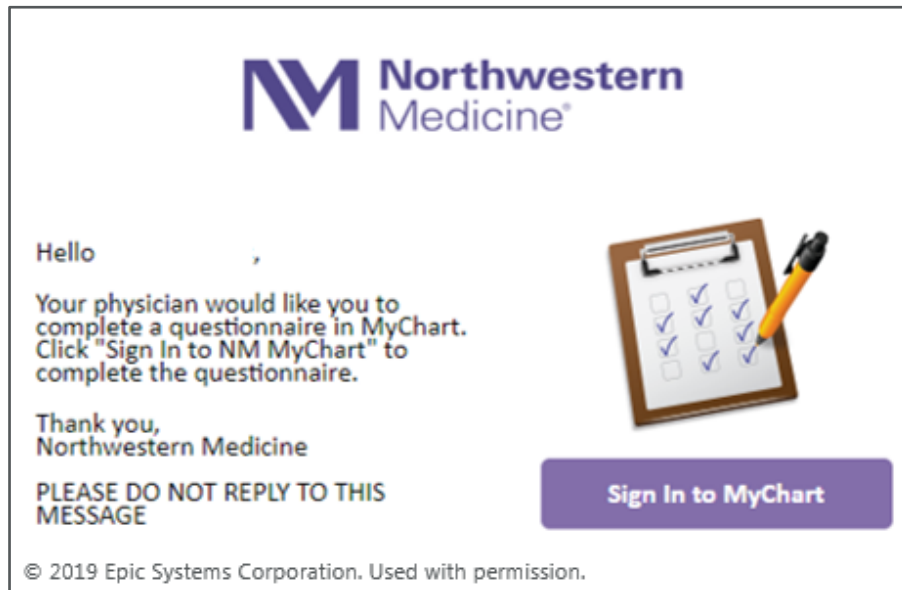 Northwestern
Medicine®
Hello ,
Your physician would like you to
complete a questionnaire in MyChart.
Click "Sign In to NM MyChart" to
complete the questionnaire.
Thank you,
Northwestern Medicine
PLEASE DO NOT REPLY TO THIS
MESSAGE
Sign In to MyChart
© 2019 Epic Systems Corporation. Used with permission.